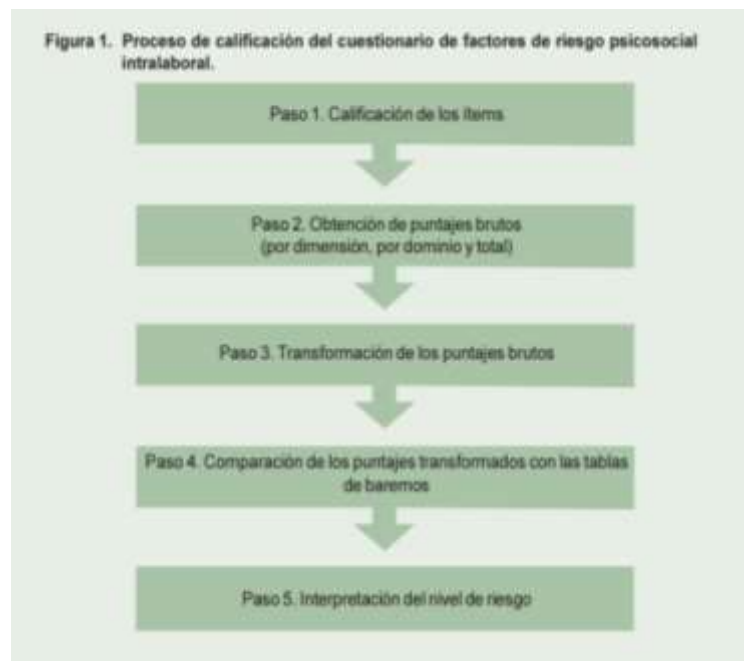 Figura 1. Proceso de calificación del cuestionario de factores de riesgo psicosocial
intralaboral.
Paso 1. Calificación de los ítems
Paso 2. Obtención de puntajes brutos
(por dimensión, por dominio y total)
Paso 3. Transformación de los puntajes brutos
Paso 4. Comparación de los puntajes transformados con las tablas
de baremos
Paso 5. Interpretación del nivel de riesgo